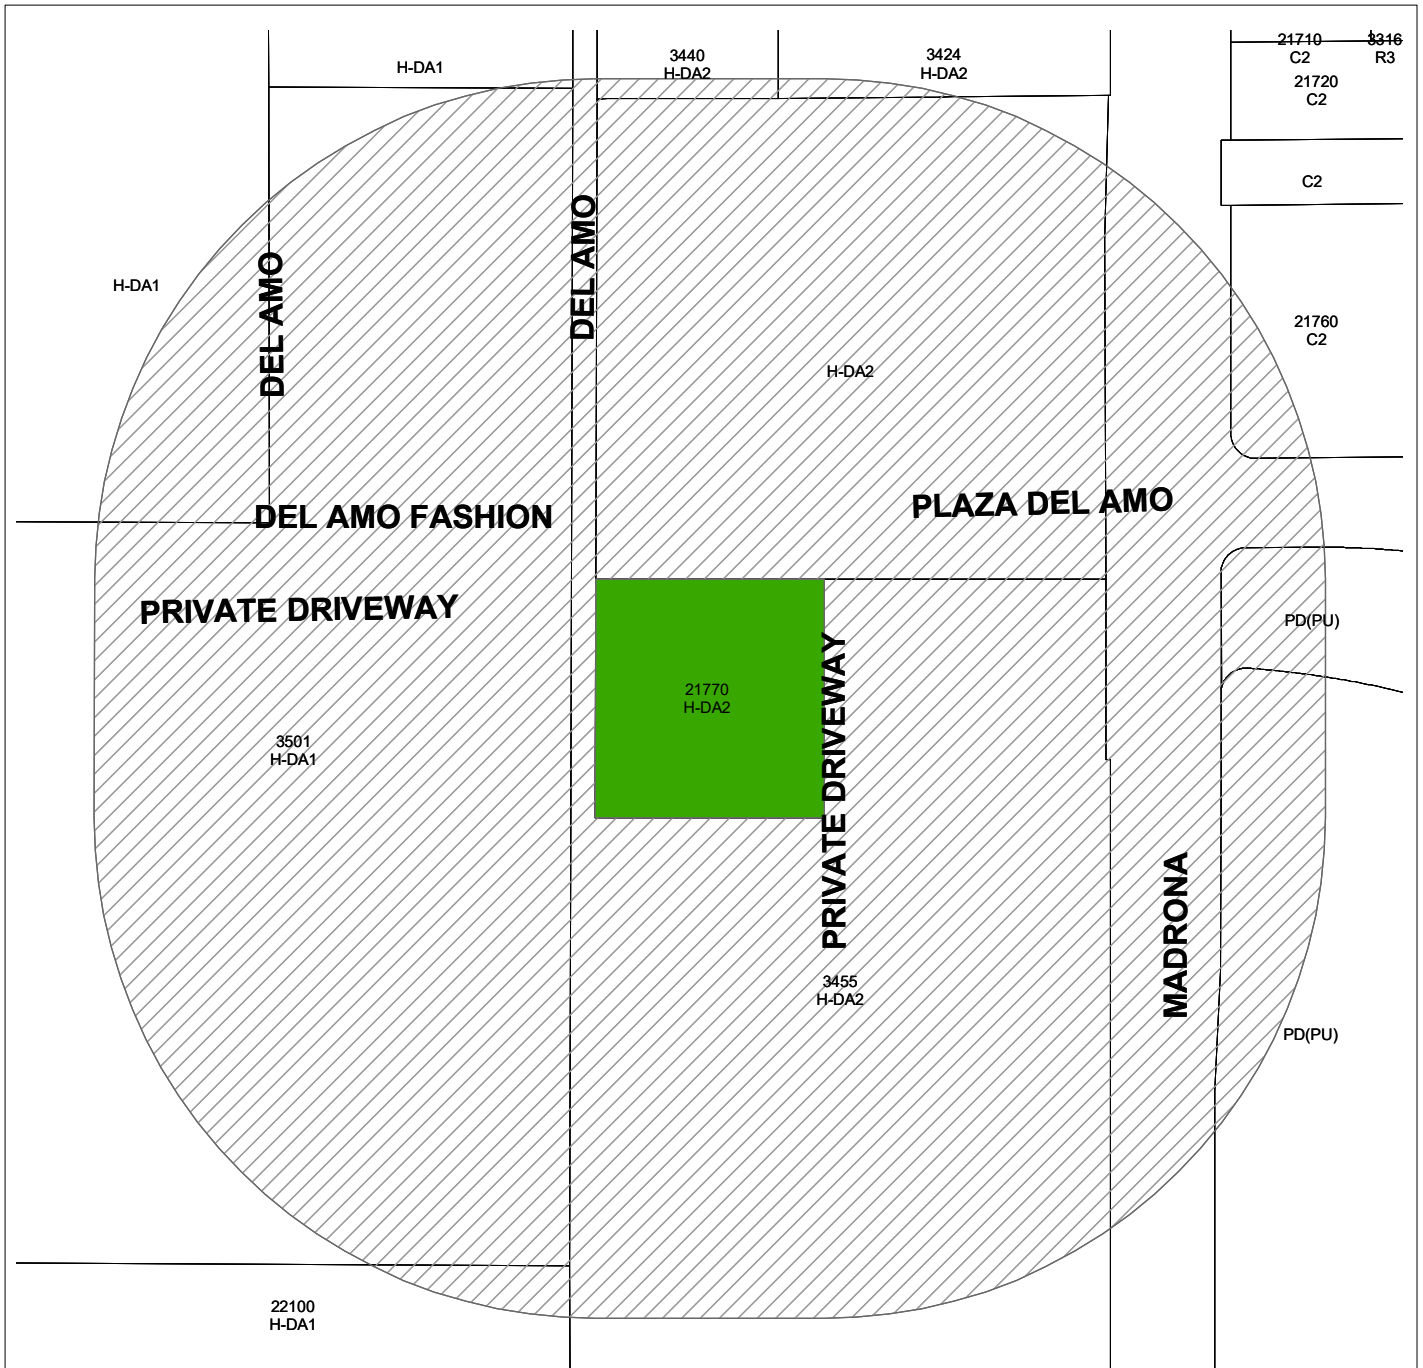 21710
C2
3316
R3
3440
H-DA2
3424
H-DA2
H-DA1
21720
C2
C2
DEL AMO
DEL AMO
H-DA1
21760
C2
H-DA2
PLAZA DEL AMO
DEL AMO FASHION
PRIVATE DRIVEWAY
PD(PU)
21770
H-DA2
PRIVATE DRIVEWAY
3501
H-DA1
MADRONA
3455
H-DA2
PD(PU)
22100
H-DA1